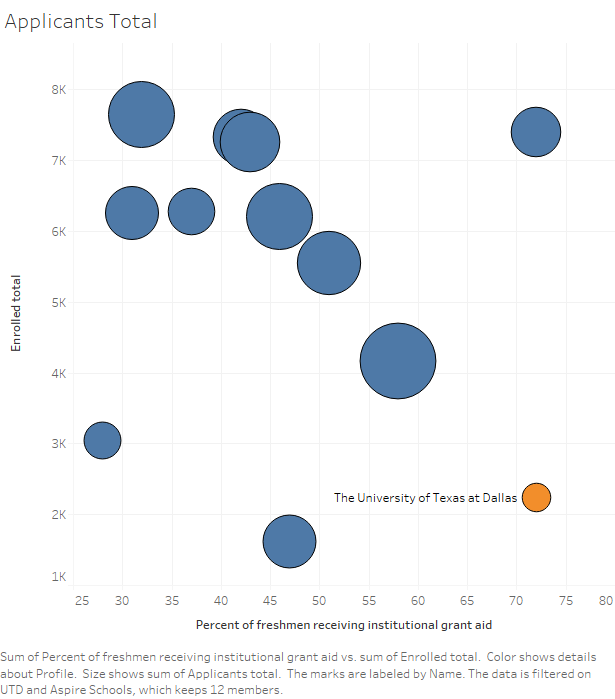 Applicants Total
8K
7K
6K
5K
4K
3K
2K
1K
Enrolled total
The University of Texas at Dallas
25 30 35 40 45 50 55 60 65 70 75 80
Percent of freshmen receiving institutional grant aid
Sum of Percent of freshmen receiving institutional grant aid vs. sum of Enrolled total.  Color shows details
about Profile.  Size shows sum of Applicants total.  The marks are labeled by Name. The data is filtered on
UTD and Aspire Schools, which keeps 12 members.